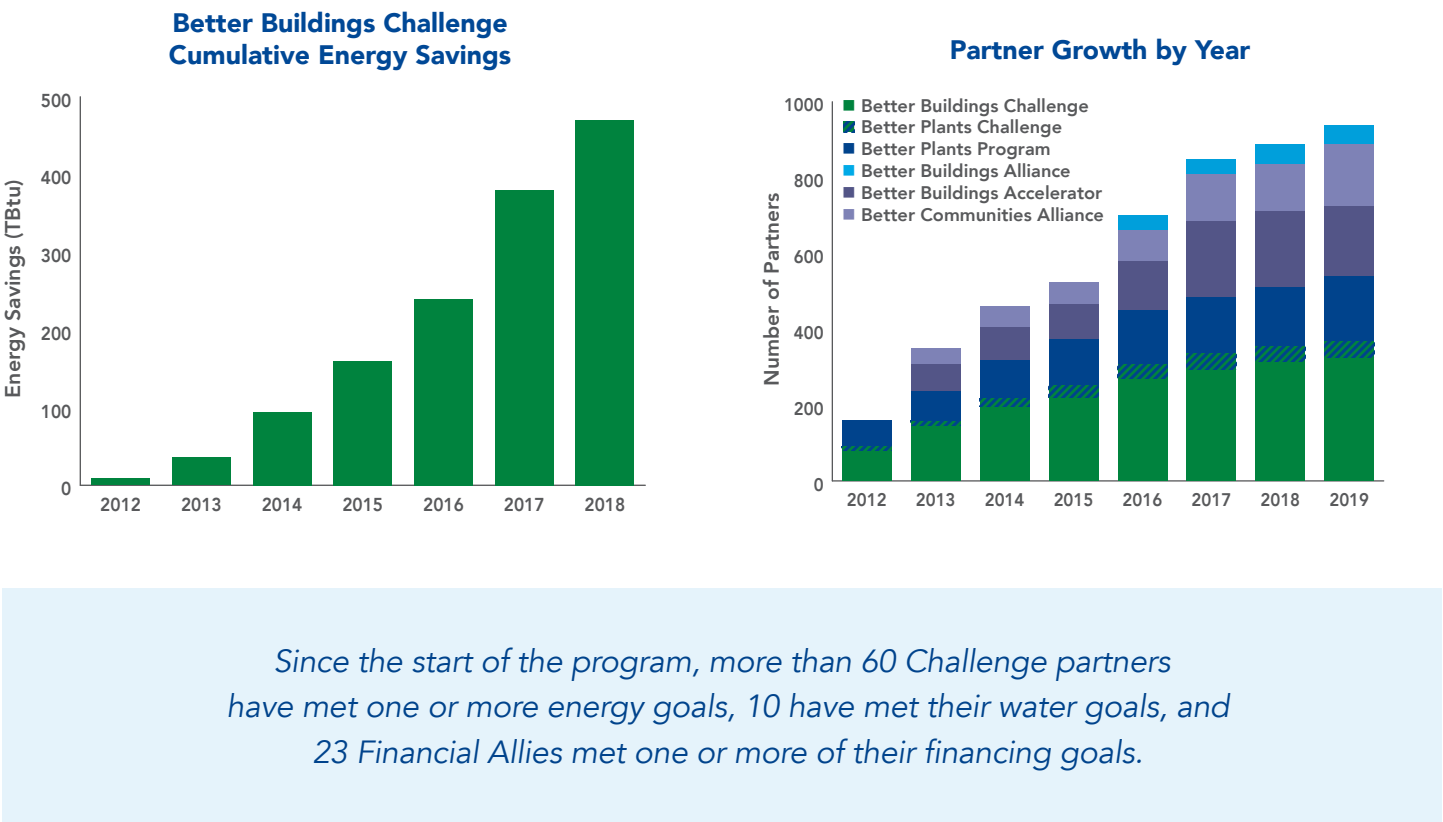 Better Buildings Challenge
Cumulative Energy Savings
Energy Savings (TBtu)
500
400
300
200
100
0
2012 2013 2014 2015 2016 2017 2018
Partner Growth by Year
Number of Partners
1000
800
600
400
200
0
Better Buildings Challenge
Better Plants Challenge
Better Plants Program
Better Buildings Alliance
Better Buildings Accelerator
Better Communities Alliance
2012 2013 2014 2015 2016 2017 2018 2019
Since the start of the program, more than 60 Challenge partners
have met one or more energy goals, 10 have met their water goals, and
23 Financial Allies met one or more of their financing goals.